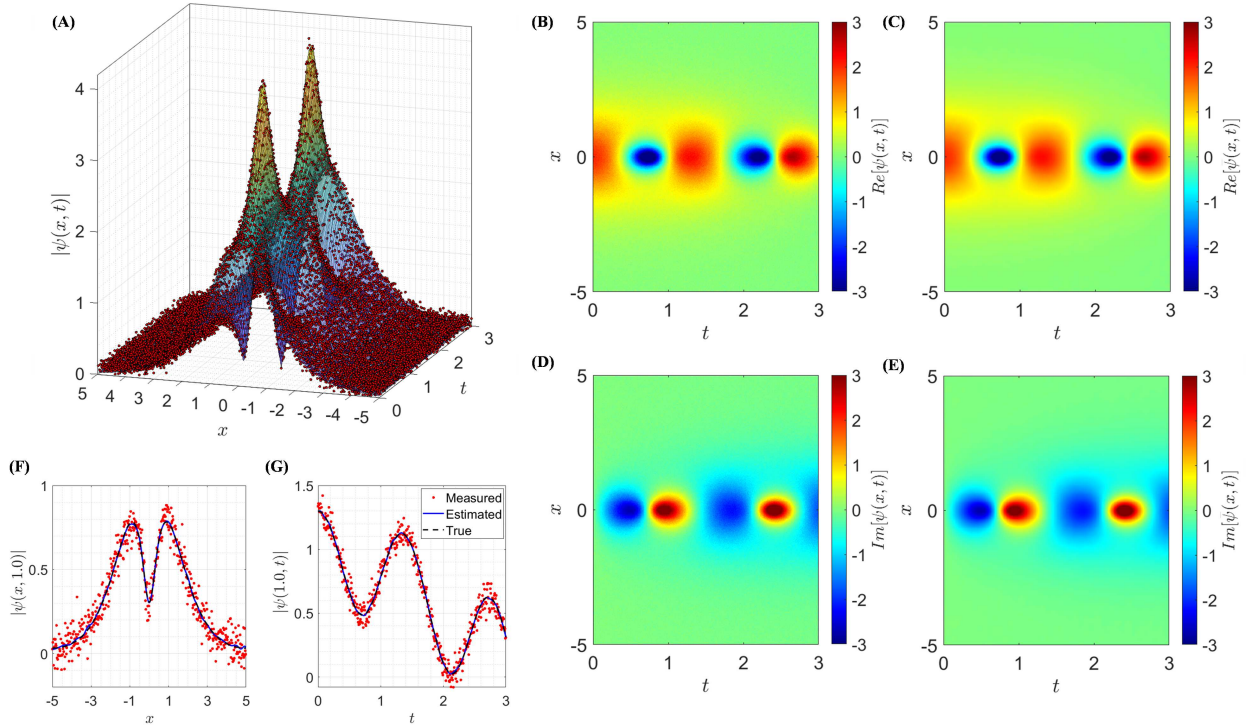 (A)
|ψ(x, t)|
4
3
2
1
0
5 4 3 2 1 0 -1 -2 -3 -4 -5
x
0 1 2 3
t
(B)
5
0
-5
x
0 1 2 3
t
3
2
1
0
-1
-2
-3
Re[ψ(x, t)]
(C)
5
0
-5
x
0 1 2 3
t
3
2
1
0
-1
-2
-3
Re[ψ(x, t)]
(D)
5
0
-5
x
0 1 2 3
t
3
2
1
0
-1
-2
-3
Im[ψ(x, t)]
(E)
5
0
-5
x
0 1 2 3
t
3
2
1
0
-1
-2
-3
Im[ψ(x, t)]
(F)
|ψ(x, 1.0)|
1
0.5
0
-5 -3 -1 1 3 5
x
(G)
|ψ(1.0, t)|
1.5
1
0.5
0
0 1 2 3
t
Measured
Estimated
True